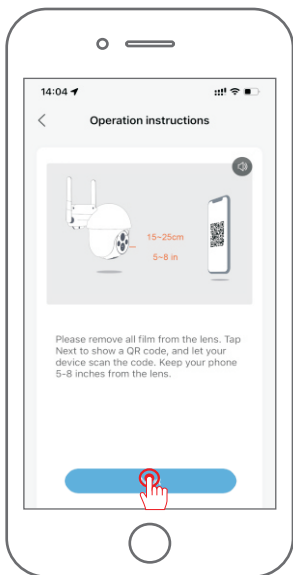 14:04
Operation instructions
15~25cm
5~8 in
Please remove all film from the lens. Tap
Next to show a QR code, and let your
device scan the code. Keep your phone
5-8 inches from the lens.